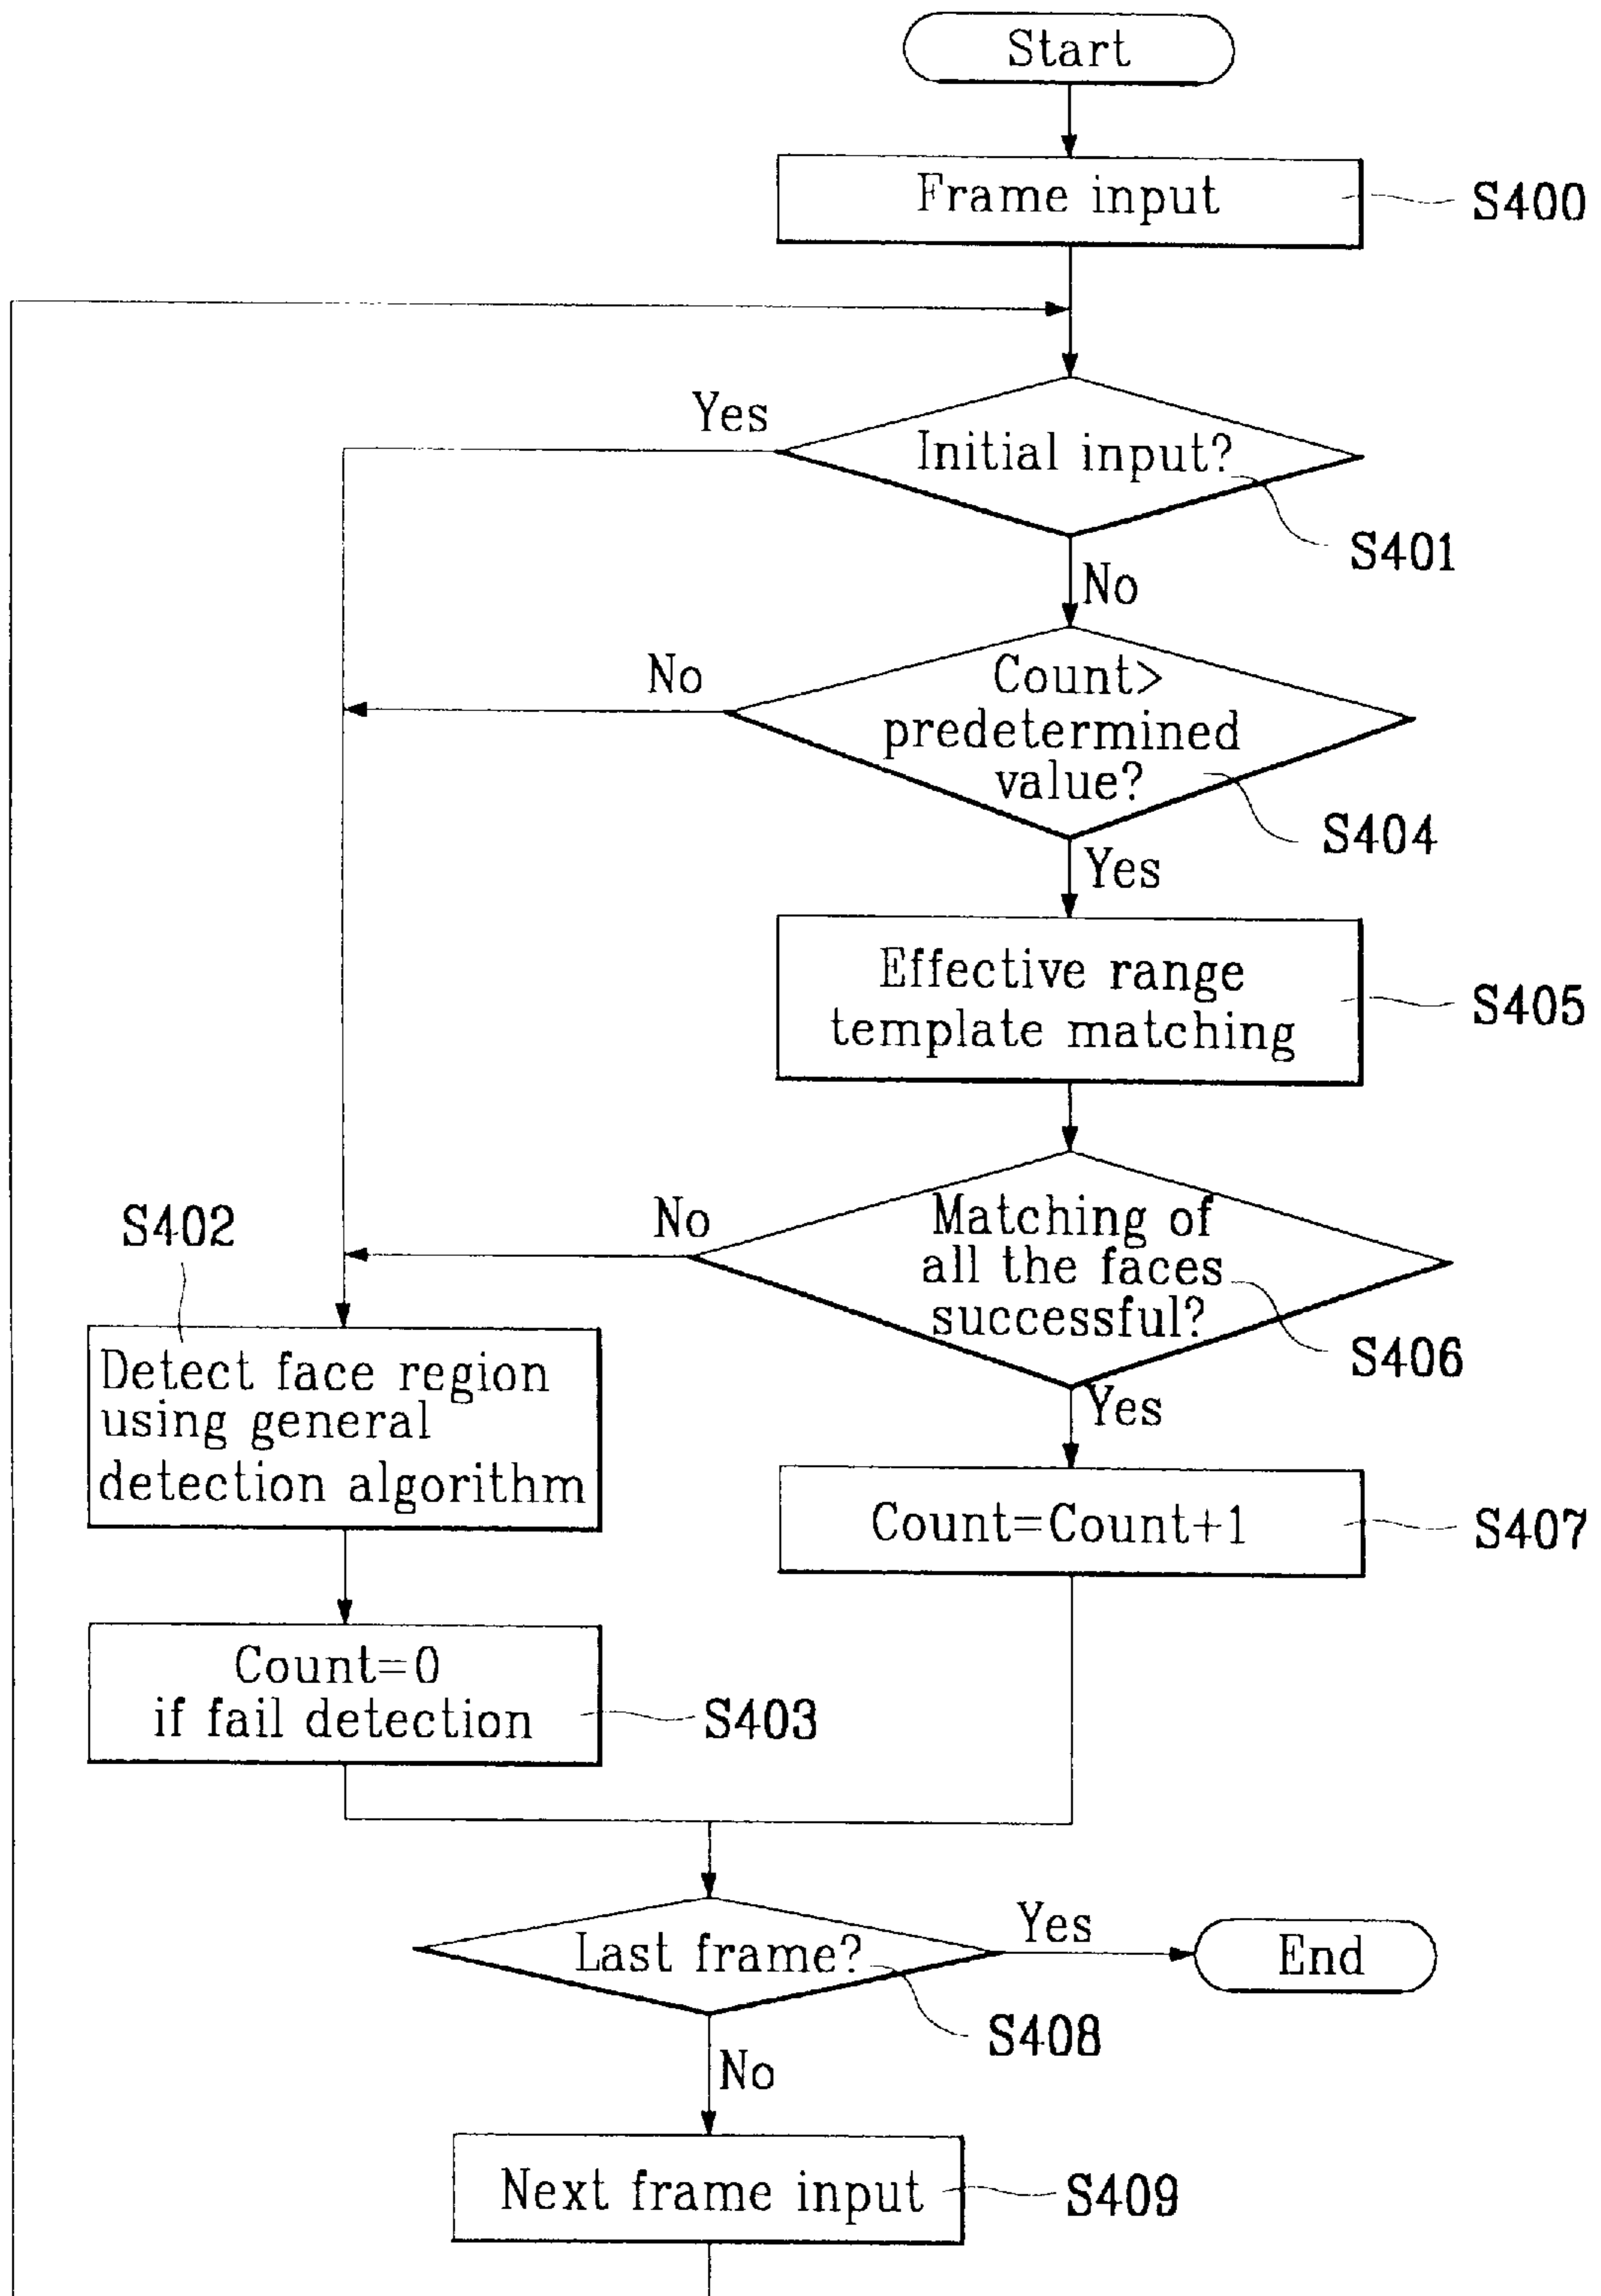 Start
Frame input
S400
Yes
Initial input?
S401
No
No
Count>
predetermined
value?
S404
Yes
Effective range
template matching
S405
S402
No
Matching of
all the faces
successful?
S406
Detect face region
using general
detection algorithm
Yes
Count=Count+1
S407
Count=0
if fail detection
S403
Last frame?
Yes
End
S408
No
Next frame input
S409